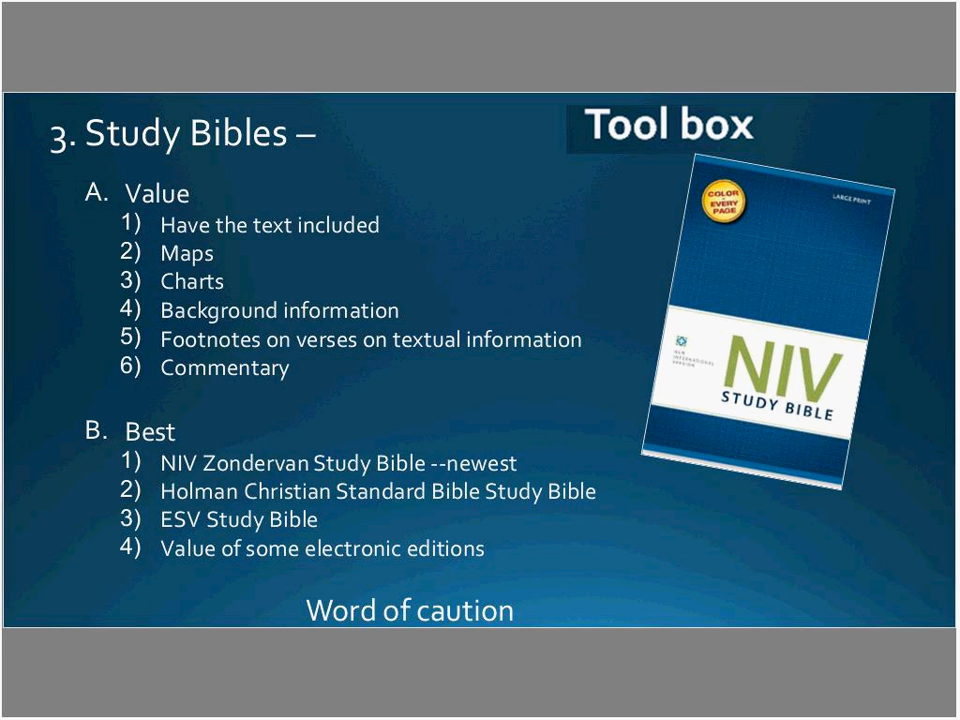 Tool box
3. Study Bibles –
A. Value
1) Have the text included
2) Maps
3) Charts
4) Background information
5) Footnotes on verses on textual information
6) Commentary
B. Best
1) NIV Zondervan Study Bible --newest
2) Holman Christian Standard Bible Study Bible
3) ESV Study Bible
4) Value of some electronic editions
Word of caution
COLOR
EVERY
PAGE
LARGE PRINT
NEW
INTERNATIONAL
VERSION
NIV
STUDY BIBLE